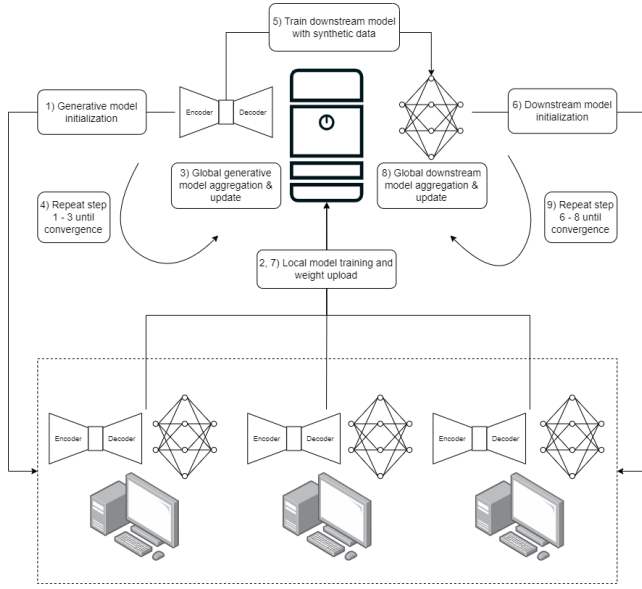 5) Train downstream model
with synthetic data
1) Generative model
initialization
Encoder
Decoder
6) Downstream model
initialization
3) Global generative
model aggregation &
update
8) Global downstream
model aggregation &
update
4) Repeat step
1 - 3 until
convergence
9) Repeat step
6 - 8 until
convergence
2, 7) Local model training and
weight upload
Encoder
Decoder
Encoder
Decoder
Encoder
Decoder